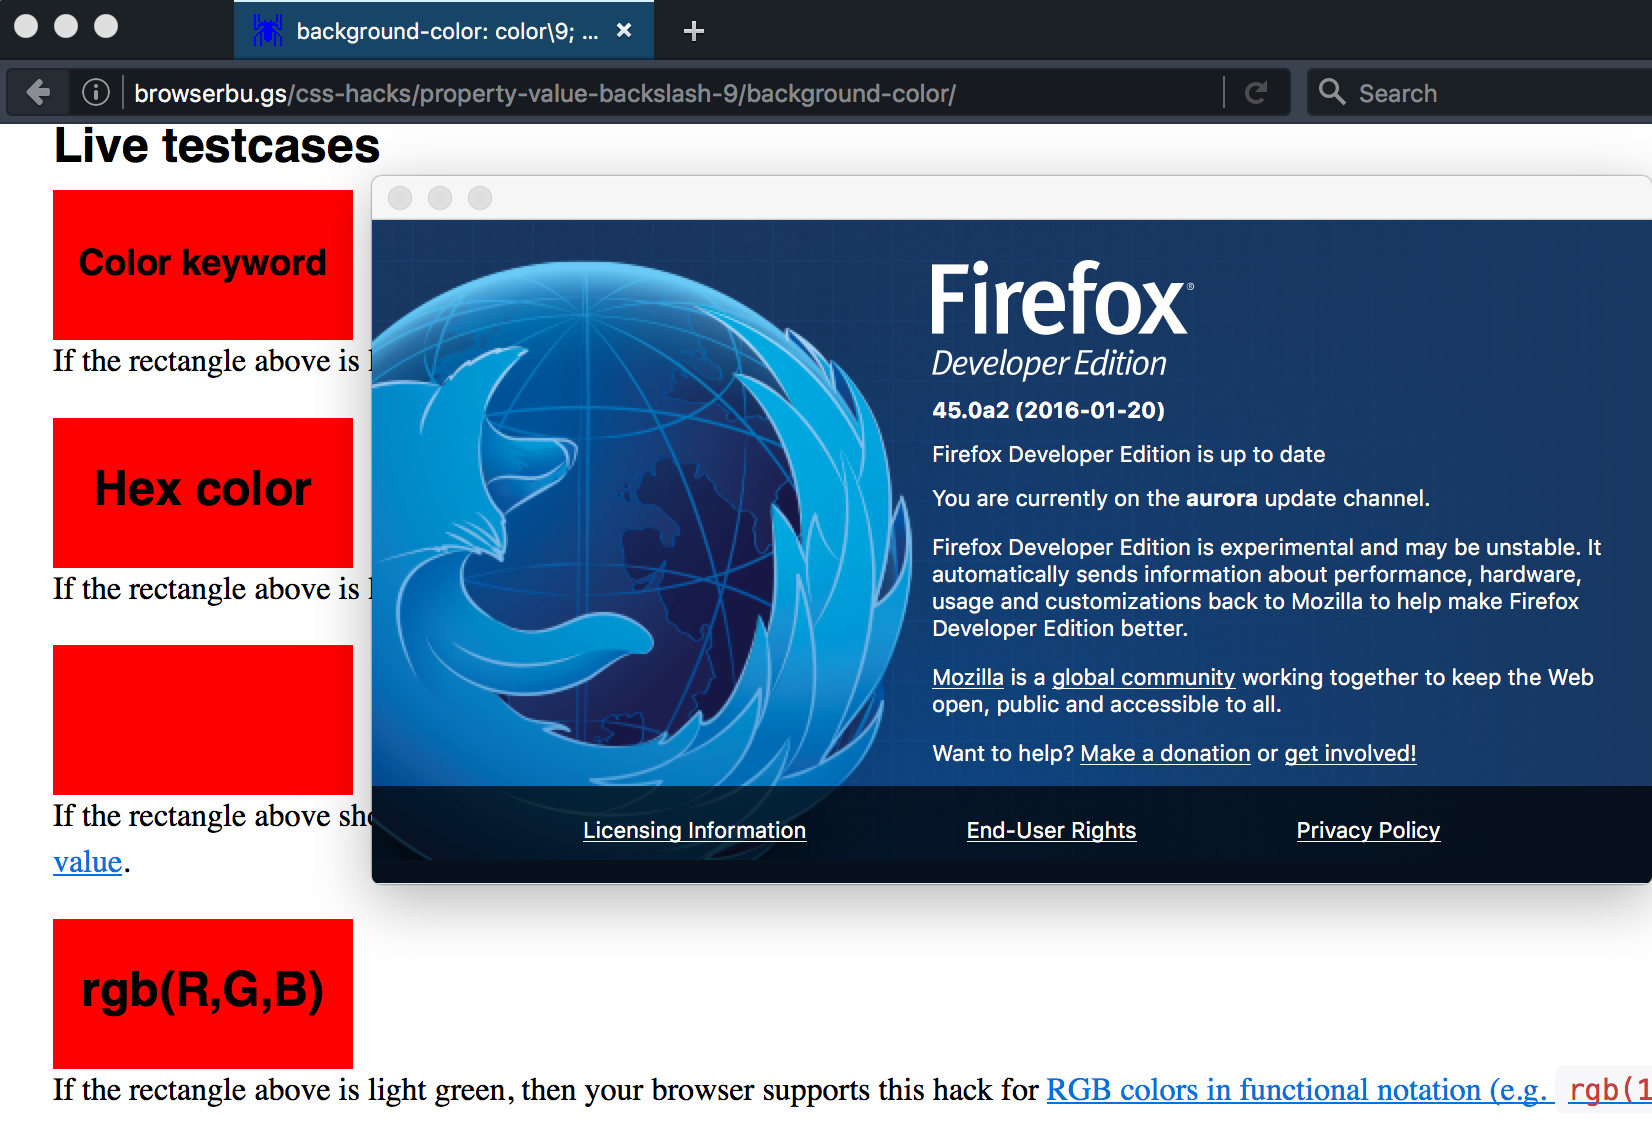 background-color: color\9; ...
browserbu.gs/css-hacks/property-value-backslash-9/background-color/
Search
Live testcases
Color keyword
If the rectangle above is
Hex color
If the rectangle above is
If the rectangle above
value.
rgb(R,G,B)
If the rectangle above is light green, then your browser supports this hack for RGB colors in functional notation (e.g. rgb(1
Firefox®
Developer Edition
45.0a2 (2016-01-20)
Firefox Developer Edition is up to date
You are currently on the aurora update channel.
Firefox Developer Edition is experimental and may be unstable. It
automatically sends information about performance, hardware,
usage and customizations back to Mozilla to help make Firefox
Developer Edition better.
Mozilla is a global community working together to keep the Web
open, public and accessible to all.
Want to help? Make a donation or get involved!
Licensing Information
End-User Rights
Privacy Policy